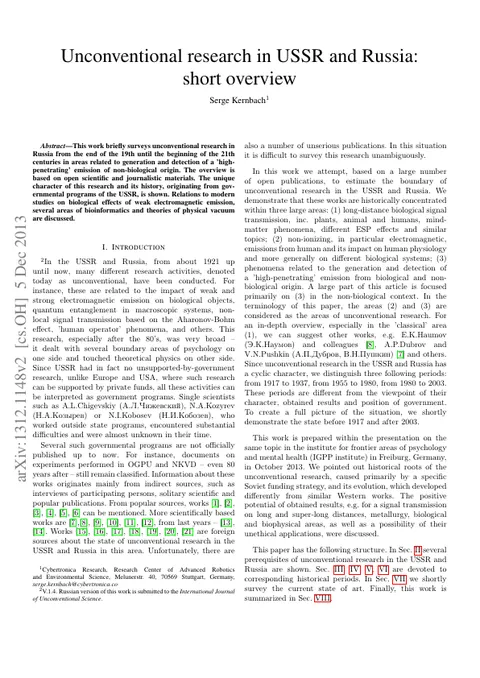 Unconventional research in USSR and Russia:
short overview
Serge Kernbach1
Abstract—This work briefly surveys unconventional research in
Russia from the end of the 19th until the beginning of the 21th
centuries in areas related to generation and detection of a 'high-
penetrating' emission of non-biological origin. The overview is
based on open scientific and journalistic materials. The unique
character of this research and its history, originating from gov-
ernmental programs of the USSR, is shown. Relations to modern
studies on biological effects of weak electromagnetic emission,
several areas of bioinformatics and theories of physical vacuum
are discussed.
I. Introduction
2In the USSR and Russia, from about 1921 up
until now, many different research activities, denoted
today as unconventional, have been conducted. For
instance, these are related to the impact of weak and
strong electromagnetic emission on biological objects,
quantum entanglement in macroscopic systems, non-
local signal transmission based on the Aharonov-Bohm
effect, 'human operator' phenomena, and others. This
research, especially after the 80's, was very broad –
it dealt with several boundary areas of psychology on
one side and touched theoretical physics on other side.
Since USSR had in fact no unsupported-by-government
research, unlike Europe and USA, where such research
can be supported by private funds, all these activities can
be interpreted as government programs. Single scientists
such as A.L.Chigevskiy (А.Л.Чижевский), N.A.Kozyrev
(Н.А.Козырев) or N.I.Kobosev (Н.И.Кобозев), who
worked outside state programs, encountered substantial
difficulties and were almost unknown in their time.
Several such governmental programs are not officially
published up to now. For instance, documents on
experiments performed in OGPU and NKVD – even 80
years after – still remain classified. Information about these
works originates mainly from indirect sources, such as
interviews of participating persons, solitary scientific and
popular publications. From popular sources, works [1], [2],
[3], [4], [5], [6] can be mentioned. More scientifically based
works are [7], [8], [9], [10], [11], [12], from last years – [13],
[14]. Works [15], [16], [17], [18], [19], [20], [21] are foreign
sources about the state of unconventional research in the
USSR and Russia in this area. Unfortunately, there are
1Cybertronica Research, Research Center of Advanced Robotics
and Environmental Science, Melunerstr. 40, 70569 Stuttgart, Germany,
serge.kernbach@cybertronica.co
2V.1.4. Russian version of this work is submitted to the International Journal
of Unconventional Science.
also a number of unserious publications. In this situation
it is difficult to survey this research unambiguously.
In this work we attempt, based on a large number
of open publications, to estimate the boundary of
unconventional research in the USSR and Russia. We
demonstrate that these works are historically concentrated
within three large areas: (1) long-distance biological signal
transmission, inc. plants, animal and humans, mind-
matter phenomena, different ESP effects and similar
topics; (2) non-ionizing, in particular electromagnetic,
emissions from human and its impact on human physiology
and more generally on different biological systems; (3)
phenomena related to the generation and detection of
a 'high-penetrating' emission from biological and non-
biological origin. A large part of this article is focused
primarily on (3) in the non-biological context. In the
terminology of this paper, the areas (2) and (3) are
considered as the areas of unconventional research. For
an in-depth overview, especially in the 'classical' area
(1), we can suggest other works, e.g. E.K.Haumov
(Э.К.Наумов) and colleagues [8], A.P.Dubrov and
V.N.Pushkin (А.П.Дубров, В.Н.Пушкин) [7] and others.
Since unconventional research in the USSR and Russia has
a cyclic character, we distinguish three following periods:
from 1917 to 1937, from 1955 to 1980, from 1980 to 2003.
These periods are different from the viewpoint of their
character, obtained results and position of government.
To create a full picture of the situation, we shortly
demonstrate the state before 1917 and after 2003.
This work is prepared within the presentation on the
same topic in the institute for frontier areas of psychology
and mental health (IGPP institute) in Freiburg, Germany,
in October 2013. We pointed out historical roots of the
unconventional research, caused primarily by a specific
Soviet funding strategy, and its evolution, which developed
differently from similar Western works. The positive
potential of obtained results, e.g. for a signal transmission
on long and super-long distances, metallurgy, biological
and biophysical areas, as well as a possibility of their
unethical applications, were discussed.
This paper has the following structure. In Sec. II several
prerequisites of unconventional research in the USSR and
Russia are shown. Sec. III, IV, V, VI are devoted to
corresponding historical periods. In Sec. VII we shortly
survey the current state of art. Finally, this work is
summarized in Sec. VIII.
arXiv:1312.1148v2 [cs.OH] 5 Dec 2013